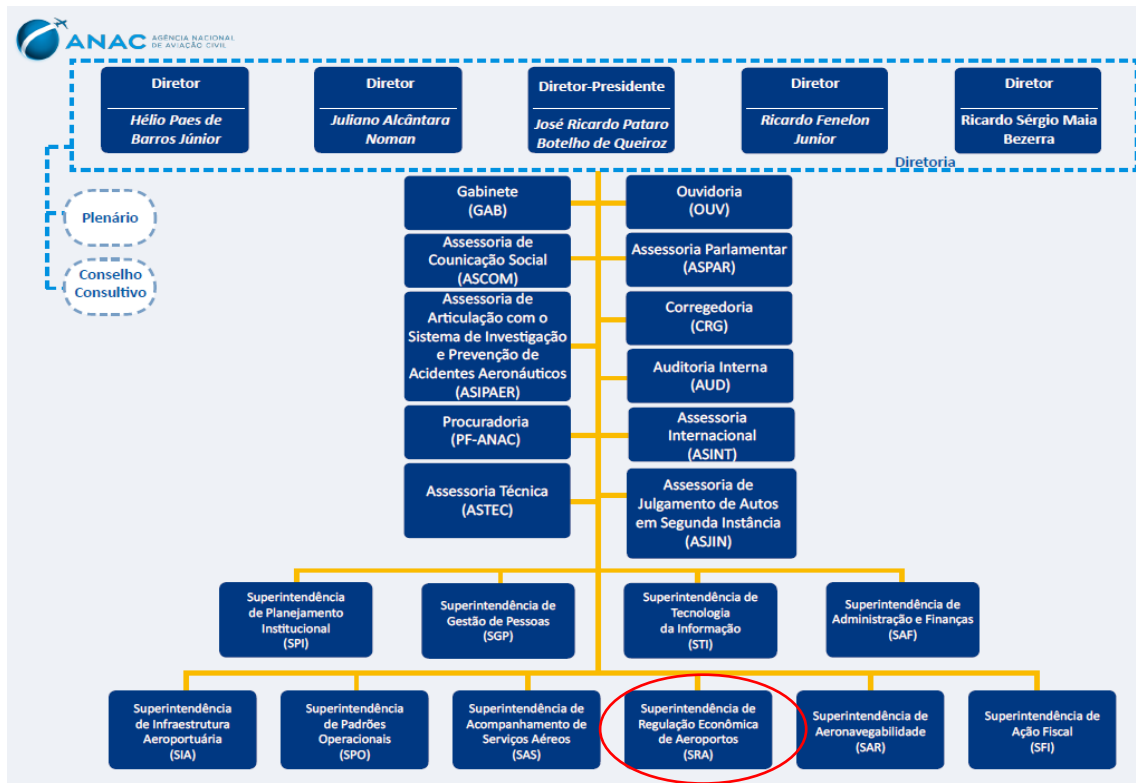 ANAC
AGÊNCIA NACIONAL
DE AVIAÇÃO CIVIL
Diretor
Hélio Paes de
Barros Júnior
Diretor
Juliano Alcântara
Noman
Diretor-Presidente
José Ricardo Pataro
Botelho de Queiroz
Diretor
Ricardo Fenelon
Junior
Diretor
Ricardo Sérgio Maia
Bezerra
Diretoria
Plenário
Conselho
Consultivo
Gabinete
(GAB)
Ouvidoria
(OUV)
Assessoria de
Counicação Social
(ASCOM)
Assessoria Parlamentar
(ASPAR)
Assessoria de
Articulação com o
Sistema de Investigação
e Prevenção de
Acidentes Aeronáuticos
(ASIPAER)
Corregedoria
(CRG)
Auditoria Interna
(AUD)
Procuradoria
(PF-ANAC)
Assessoria
Internacional
(ASINT)
Assessoria Técnica
(ASTEC)
Assessoria de
Julgamento de Autos
em Segunda Instância
(ASJIN)
Superintendência
de Planejamento
Institucional
(SPI)
Superintendência de
Gestão de Pessoas
(SGP)
Superintendência de
Tecnologia
da Informação
(STI)
Superintendência de
Administração e Finanças
(SAF)
Superintendência
de Infraestrutura
Aeroportuária
(SIA)
Superintendência
de Padrões
Operacionais
(SPO)
Superintendência de
Acompanhamento de
Serviços Aéreos
(SAS)
Superintendência de
Regulação Econômica
de Aeroportos
(SRA)
Superintendência de
Aeronavegabilidade
(SAR)
Superintendência de
Ação Fiscal
(SFI)